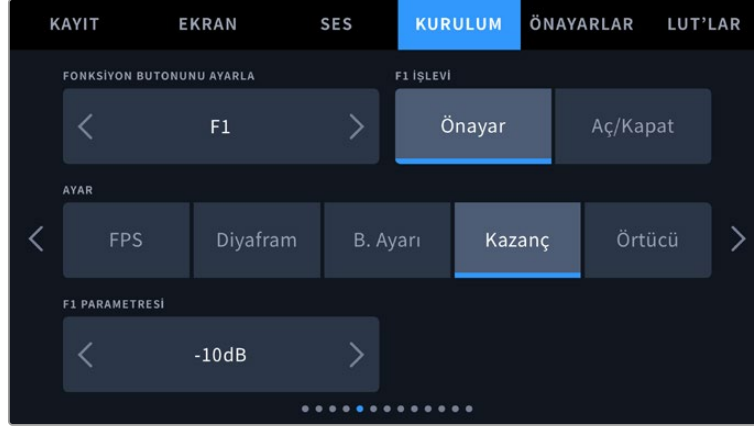 KAYIT EKRAN SES KURULUM ÖNAYARLAR LUT’LAR
FONKSİYON BUTONUNU AYARLA F1 İŞLEVİ
F1 Önayar Aç/Kapat
AYAR
FPS Diyafram B. Ayarı Kazanç Örtücü
F1 PARAMETRESİ
-10dB